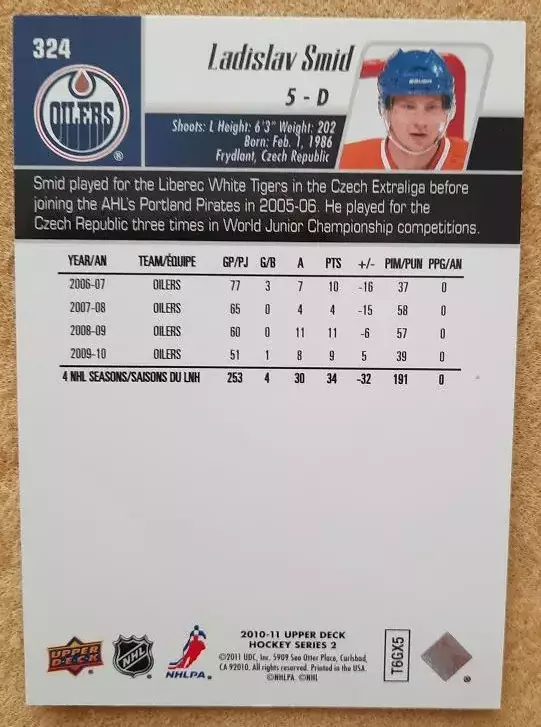 324
Ladislav Smid
5 - D
OILERS
®
BAUER
Shoots: L Height: 6'3" Weight: 202
Born: Feb. 1, 1986
Frydlant, Czech Republic
Smid played for the Liberec White Tigers in the Czech Extraliga before
joining the AHL's Portland Pirates in 2005-06. He played for the
Czech Republic three times in World Junior Championship competitions.
YEAR/AN TEAM/ÉQUIPE GP/PJ G/B A PTS +/- PIM/PUN PPG/AN
2006-07 OILERS 77 3 7 10 -16 37 0
2007-08 OILERS 65 0 4 4 -15 58 0
2008-09 OILERS 60 0 11 11 -6 57 0
2009-10 OILERS 51 1 8 9 5 39 0
4 NHL SEASONS/SAISONS DU LNH 253 4 30 34 -32 191 0
UPPER DECK
NHL
NHLPA.
2010-11 UPPER DECK
HOCKEY SERIES 2
©2011 UDC, Inc. 5909 Sea Otter Place, Carlsbad,
CA 92010. All rights reserved. Printed in the USA.
©NHLPA. ©NHL
T6GX5
®